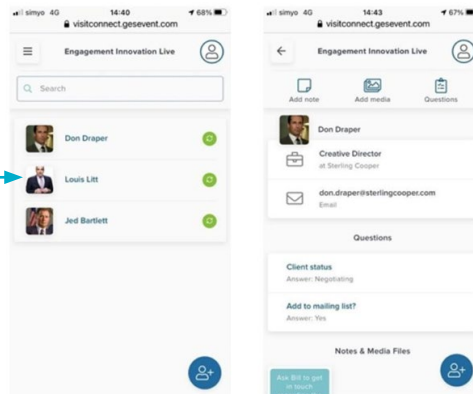 simyo 4G 14:40 68%
visitconnect.gesevent.com
Engagement Innovation Live
Search
Don Draper
Louis Litt
Jed Bartlett
simyo 4G 14:43 67%
visitconnect.gesevent.com
Engagement Innovation Live
Add note Add media Questions
Don Draper
Creative Director
at Sterling Cooper
don.draper@sterlingcooper.com
Email
Questions
Client status
Answer: Negotiating
Add to mailing list?
Answer: Yes
Notes & Media Files
Ask Bill to get
in touch